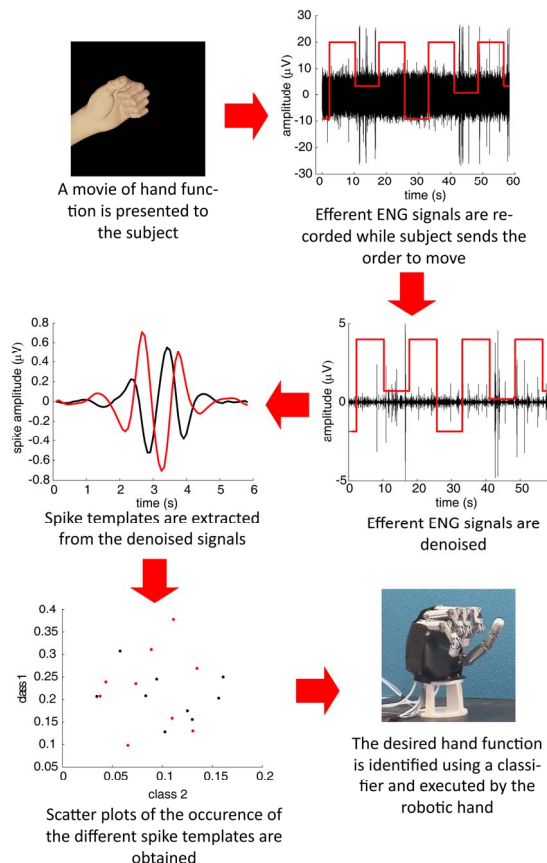 A movie of hand func-
tion is presented to
the subject
30
20
10
0
-10
-20
-30
amplitude (µV)
0 10 20 30 40 50 60
time (s)
Efferent ENG signals are re-
corded while subject sends the
order to move
0.8
0.6
0.4
0.2
0
-0.2
-0.4
-0.6
-0.8
spike amplitude (µV)
0 1 2 3 4 5 6
time (s)
Spike templates are extracted
from the denoised signals
5
0
-5
amplitude (µV)
0 10 20 30 40 50
time (s)
Efferent ENG signals are
denoised
0.4
0.35
0.3
0.25
0.2
0.15
0.1
0.05
class 1
0 0.05 0.1 0.15 0.2
class 2
Scatter plots of the occurence of
the different spike templates are
obtained
The desired hand function
is identified using a classi-
fier and executed by the
robotic hand